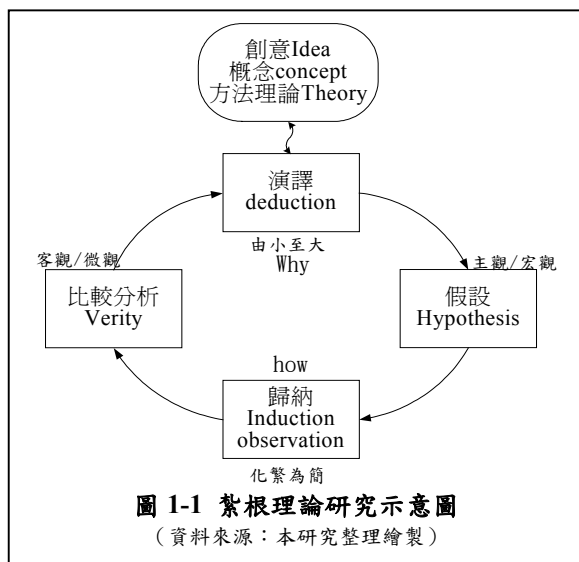 創意Idea
概念concept
方法理論Theory
演譯
deduction
由小至大
Why
客觀/微觀
主觀/宏觀
比較分析
Verity
假設
Hypothesis
how
歸納
Induction
observation
化繁為簡
圖 1-1 紮根理論研究示意圖
（資料來源：本研究整理繪製）